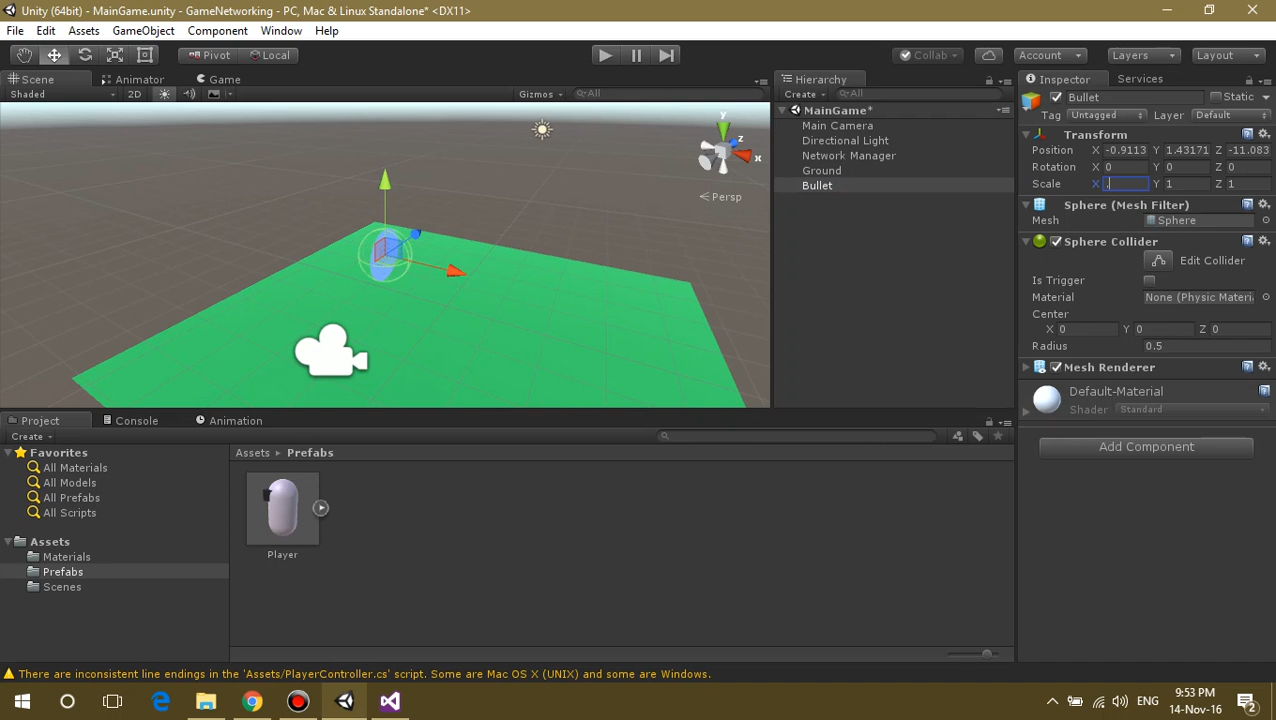 Unity (64bit) - MainGame.unity - GameNetworking - PC, Mac & Linux Standalone* <DX11>
File Edit Assets GameObject Component Window Help
Pivot Local Collab Account Layers Layout
Scene Animator Game
Shaded 2D Gizmos All
y
z
x
Persp
Hierarchy
Create All
MainGame*
Main Camera
Directional Light
Network Manager
Ground
Bullet
Inspector Services
Bullet Static
Tag Untagged Layer Default
Transform
Position X -0.9113 Y 1.43171 Z -11.083
Rotation X 0 Y 0 Z 0
Scale X . Y 1 Z 1
Sphere (Mesh Filter)
Mesh Sphere
Sphere Collider
Edit Collider
Is Trigger
Material None (Physic Materi
Center
X 0 Y 0 Z 0
Radius 0.5
Mesh Renderer
Default-Material
Shader Standard
Add Component
Project Console Animation
Create
Favorites
All Materials
All Models
All Prefabs
All Scripts
Assets
Materials
Prefabs
Scenes
Assets Prefabs
Player
There are inconsistent line endings in the 'Assets/PlayerController.cs' script. Some are Mac OS X (UNIX) and some are Windows.
ENG
9:53 PM
14-Nov-16
2